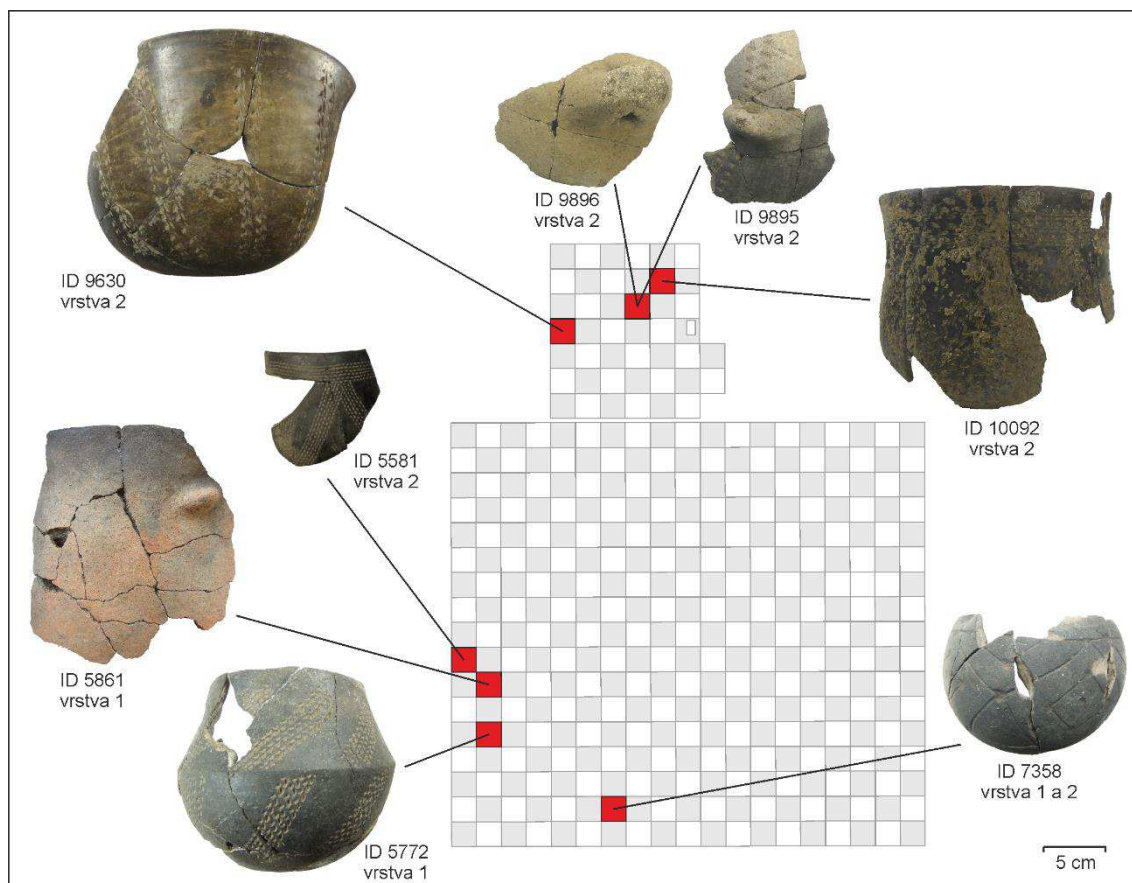 ID 9630
vrstva 2
ID 9896
vrstva 2
ID 9895
vrstva 2
ID 10092
vrstva 2
ID 5581
vrstva 2
ID 5861
vrstva 1
ID 5772
vrstva 1
ID 7358
vrstva 1 a 2
5 cm